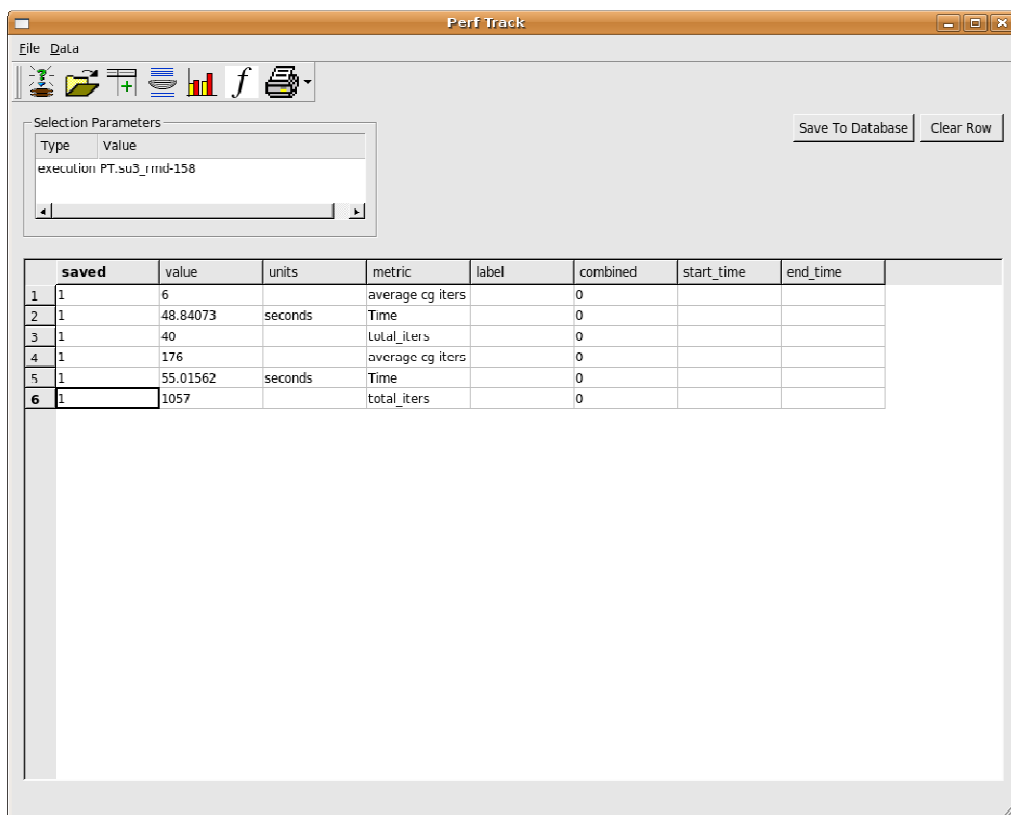 Perf Track
File Data
f
Selection Parameters
Save To Database Clear Row
Type Value
execution PT.su3_rmd-158
saved value units metric label combined start_time end_time
1 1 6 average cg iters 0
2 1 48.84073 seconds Time 0
3 1 40 total_iters 0
4 1 176 average cg iters 0
5 1 55.01562 seconds Time 0
6 1 1057 total_iters 0